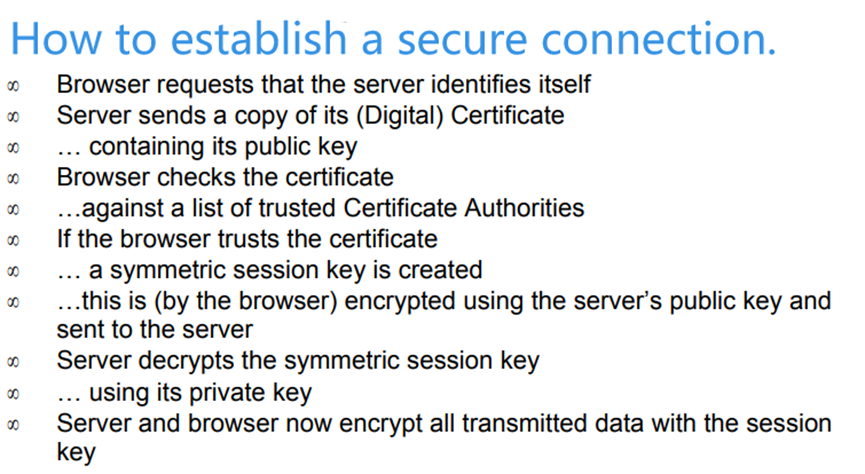 How to establish a secure connection.
∞ Browser requests that the server identifies itself
∞ Server sends a copy of its (Digital) Certificate
∞ … containing its public key
∞ Browser checks the certificate
∞ …against a list of trusted Certificate Authorities
∞ If the browser trusts the certificate
∞ … a symmetric session key is created
∞ …this is (by the browser) encrypted using the server’s public key and
sent to the server
∞ Server decrypts the symmetric session key
∞ … using its private key
∞ Server and browser now encrypt all transmitted data with the session
key